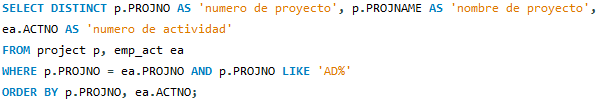 SELECT DISTINCT p.PROJNO AS 'numero de proyecto', p.PROJNAME AS 'nombre de proyecto',
ea.ACTNO AS 'numero de actividad'
FROM project p, emp_act ea
WHERE p.PROJNO = ea.PROJNO AND p.PROJNO LIKE 'AD%'
ORDER BY p.PROJNO, ea.ACTNO;